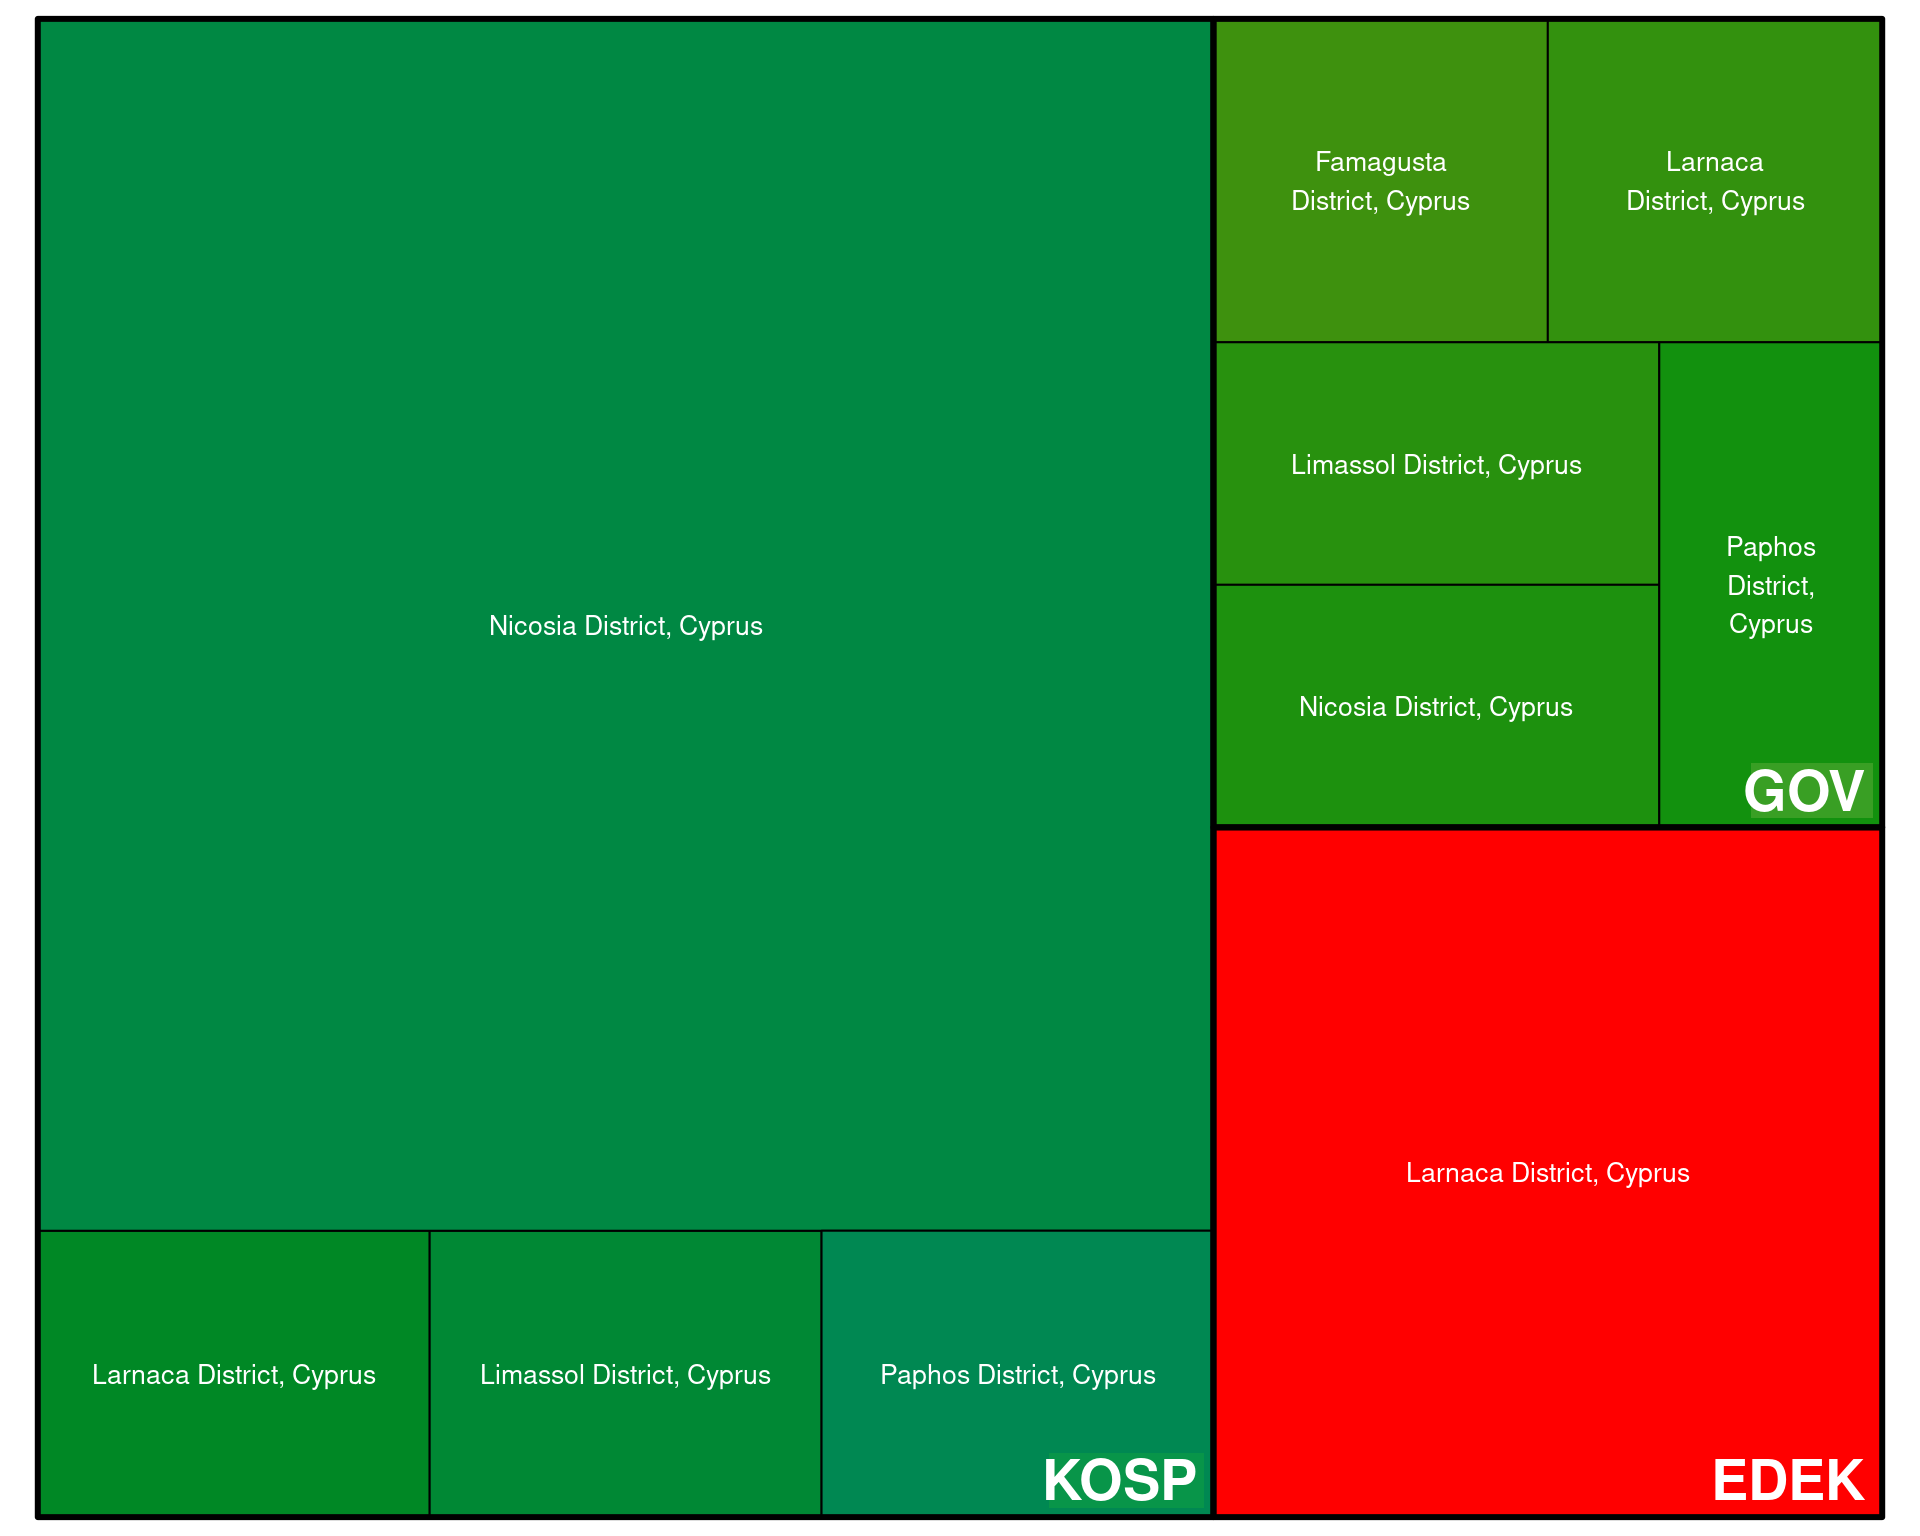 Nicosia District, Cyprus
Larnaca District, Cyprus
Limassol District, Cyprus
Paphos District, Cyprus
KOSP
Famagusta
District, Cyprus
Larnaca
District, Cyprus
Limassol District, Cyprus
Nicosia District, Cyprus
Paphos
District,
Cyprus
GOV
Larnaca District, Cyprus
EDEK